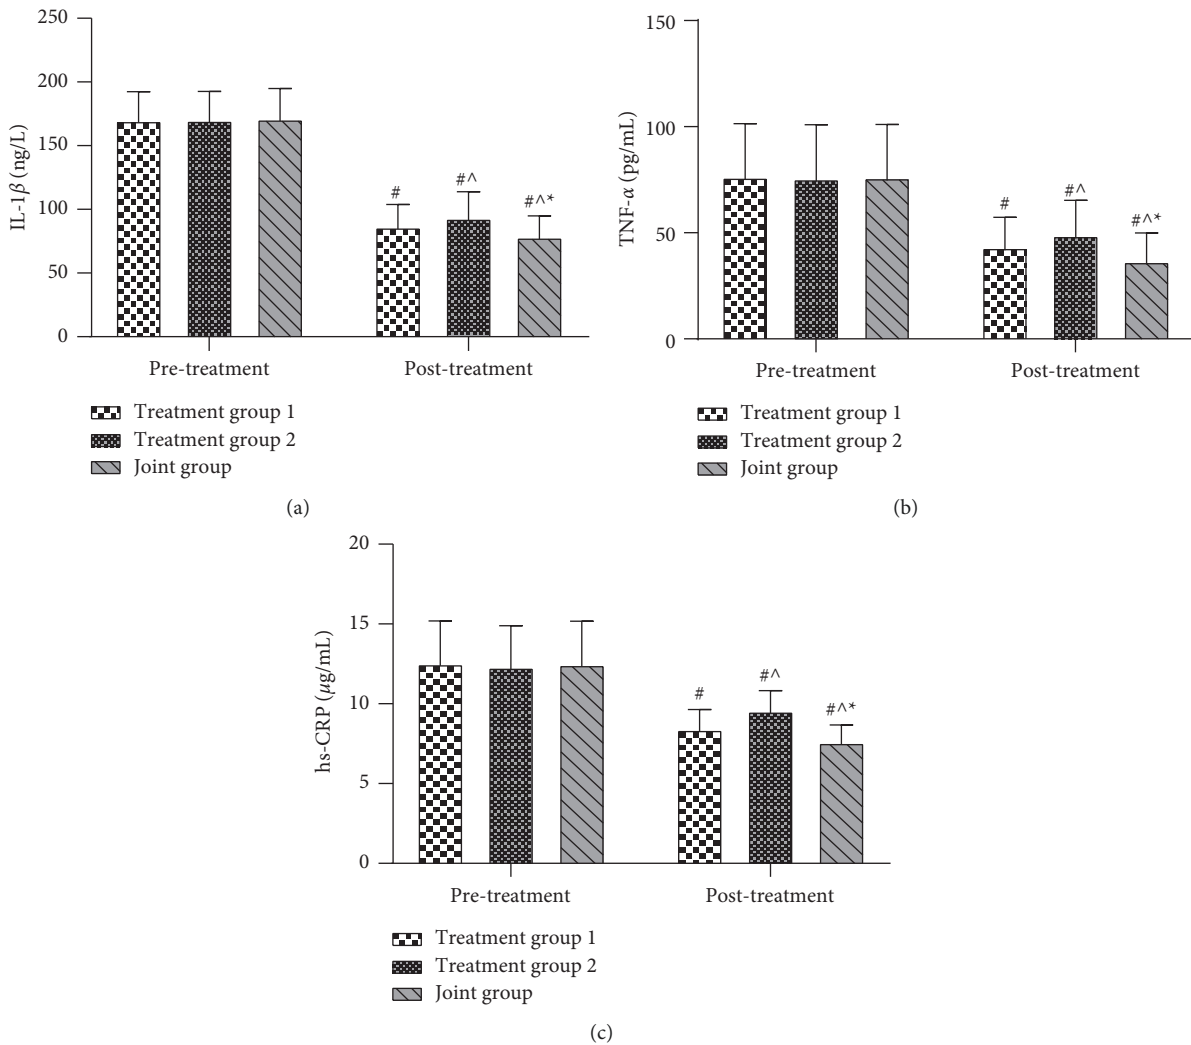 250
200
150
100
50
0
IL-1β (ng/L)
#
#^
#^*
Pre-treatment
Post-treatment
Treatment group 1
Treatment group 2
Joint group
(a)
150
100
50
0
TNF-α (pg/mL)
#
#^
#^*
Pre-treatment
Post-treatment
Treatment group 1
Treatment group 2
Joint group
(b)
20
15
10
5
0
hs-CRP (μg/mL)
#
#^
#^*
Pre-treatment
Post-treatment
Treatment group 1
Treatment group 2
Joint group
(c)